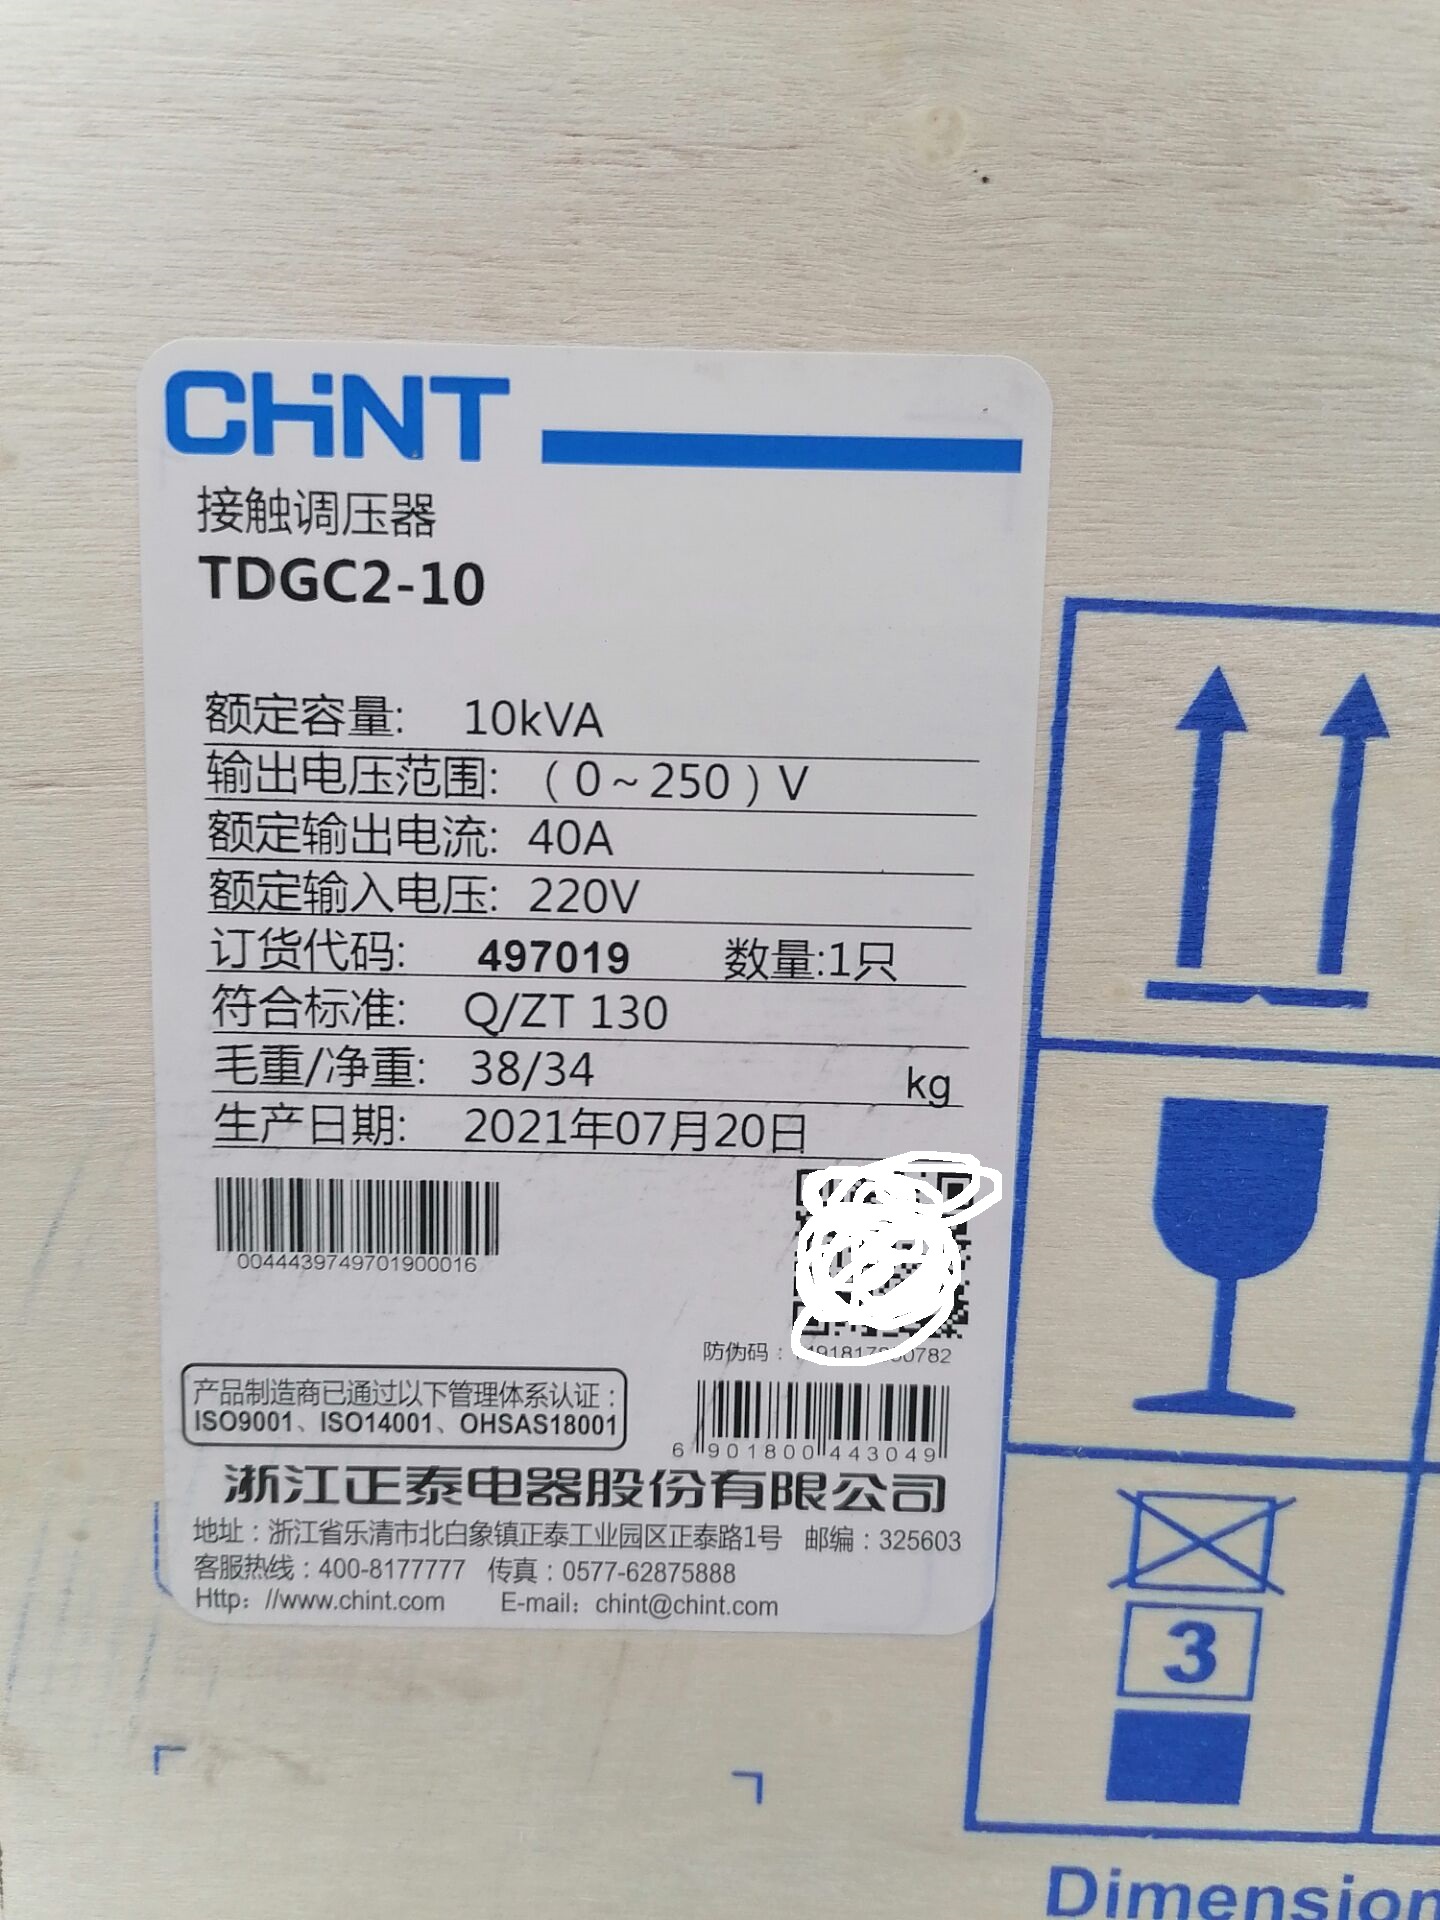 CHiNT
接触调压器
TDGC2-10
额定容量: 10kVA
输出电压范围: (0~250)V
额定输出电流: 40A
额定输入电压: 220V
订货代码: 497019 数量:1只
符合标准: Q/ZT 130
毛重/净重: 38/34 kg
生产日期: 2021年07月20日
0044439749701900016
防伪码:
产品制造商已通过以下管理体系认证:
ISO9001、ISO14001、OHSAS18001
6 901800 443049
浙江正泰电器股份有限公司
地址:浙江省乐清市北白象镇正泰工业园区正泰路1号 邮编:325603
客服热线:400-8177777 传真:0577-62875888
Http: //www.chint.com E-mail: chint@chint.com
3
Dimension